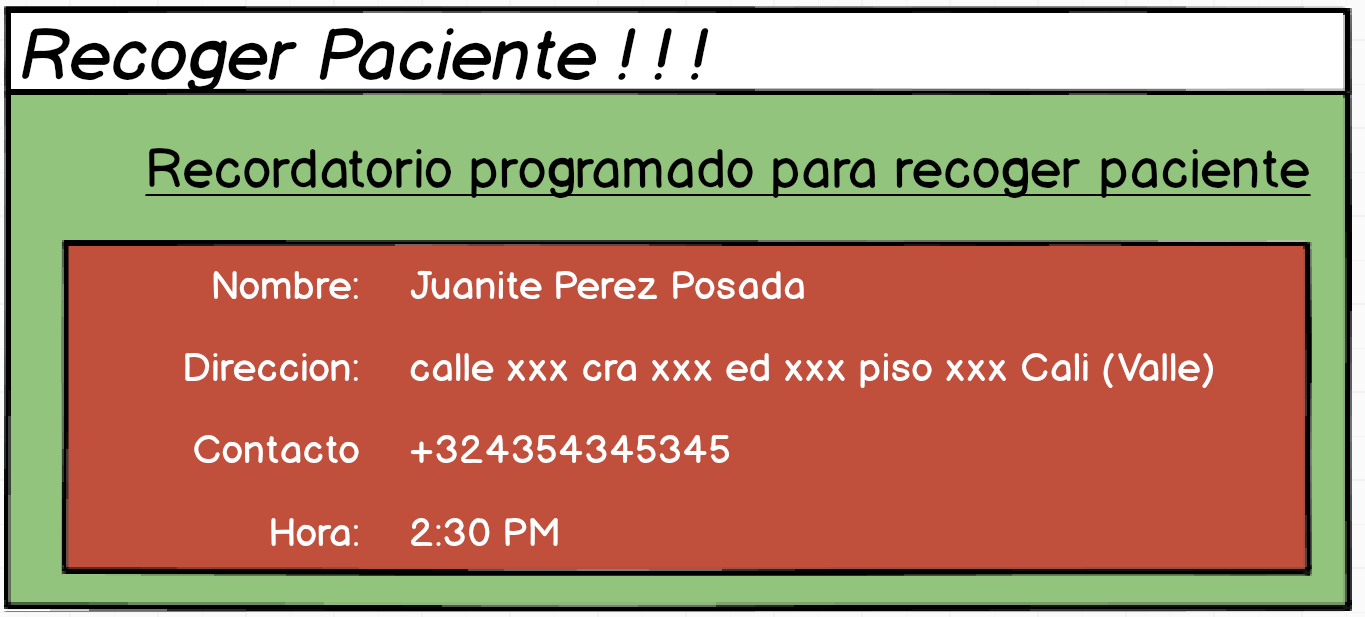 Recoger Paciente ! ! !
Recordatorio programado para recoger paciente
Nombre: Juanite Perez Posada
Direccion: calle xxx cra xxx ed xxx piso xxx Cali (Valle)
Contacto +324354345345
Hora: 2:30 PM